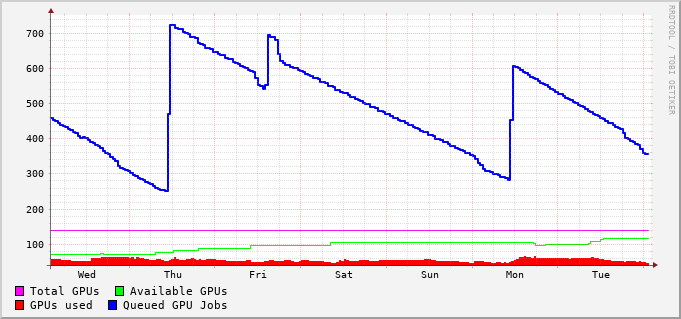 700
600
500
400
300
200
100
Wed Thu Fri Sat Sun Mon Tue
Total GPUs Available GPUs
GPUs used Queued GPU Jobs
RRDTOOL / TOBI OETIKER